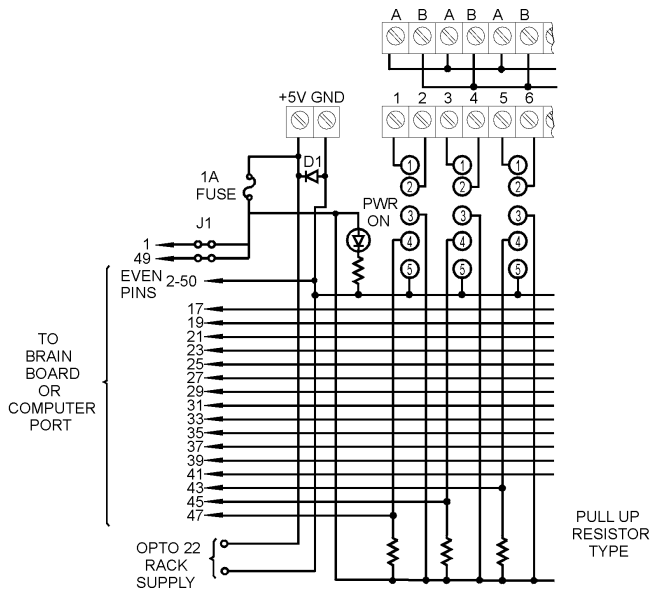 A B A B A B
+5V GND 1 2 3 4 5 6
1A
FUSE
D1
J1
PWR
ON
1
49
EVEN
PINS 2-50
1 1 1
2 2 2
3 3 3
4 4 4
5 5 5
17
19
21
23
25
27
29
31
33
35
37
39
41
43
45
47
TO
BRAIN
BOARD
OR
COMPUTER
PORT
OPTO 22
RACK
SUPPLY
PULL UP
RESISTOR
TYPE